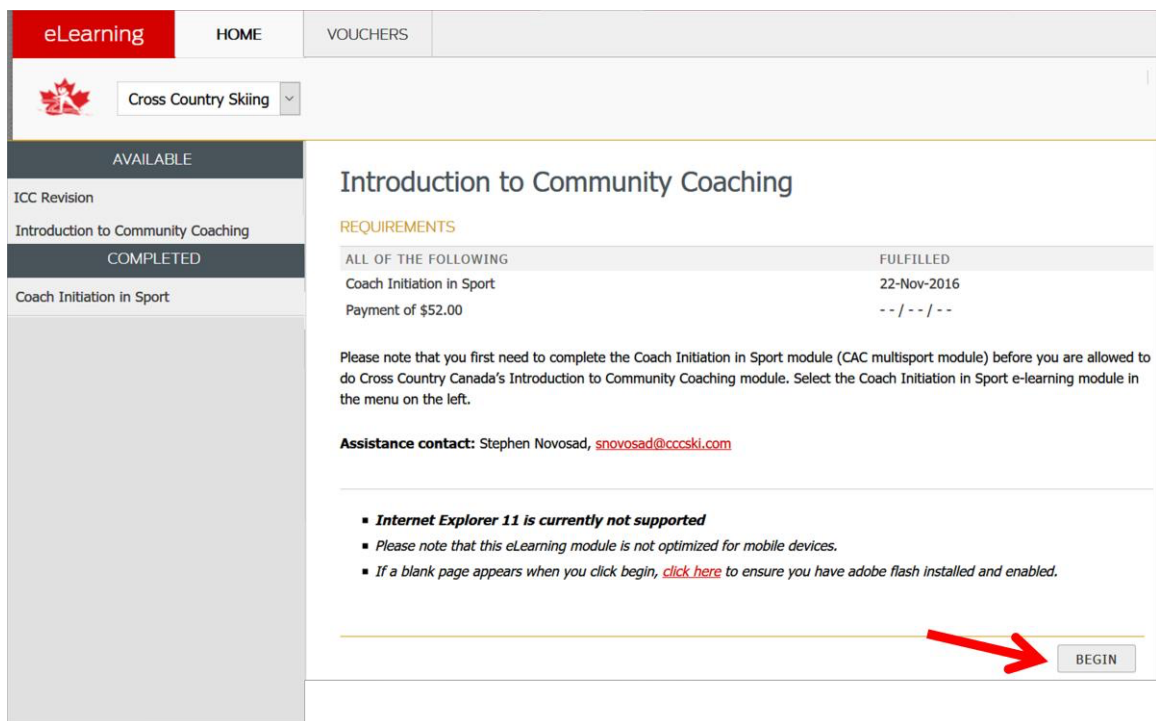 eLearning HOME VOUCHERS
Cross Country Skiing
AVAILABLE
ICC Revision
Introduction to Community Coaching
COMPLETED
Coach Initiation in Sport
Introduction to Community Coaching
REQUIREMENTS
ALL OF THE FOLLOWING FULFILLED
Coach Initiation in Sport 22-Nov-2016
Payment of $52.00 --/--/--
Please note that you first need to complete the Coach Initiation in Sport module (CAC multisport module) before you are allowed to
do Cross Country Canada's Introduction to Community Coaching module. Select the Coach Initiation in Sport e-learning module in
the menu on the left.
Assistance contact: Stephen Novosad, snovosad@cccski.com
▪ Internet Explorer 11 is currently not supported
▪ Please note that this eLearning module is not optimized for mobile devices.
▪ If a blank page appears when you click begin, click here to ensure you have adobe flash installed and enabled.
BEGIN